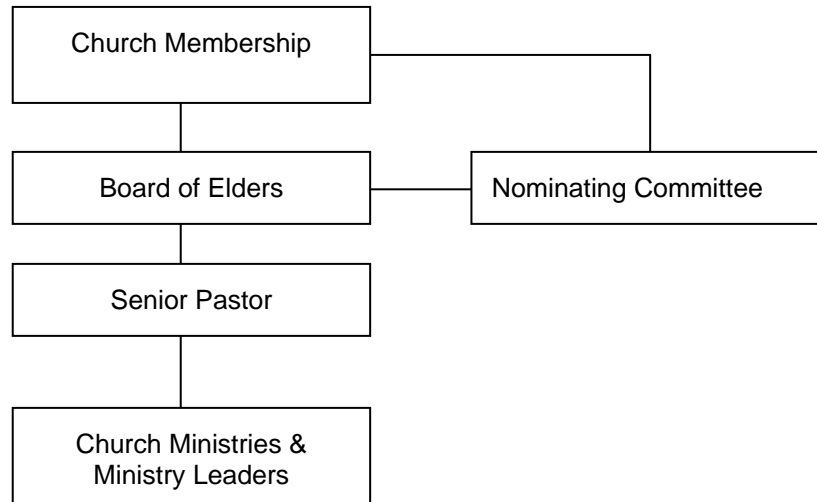 Church Membership
Board of Elders
Nominating Committee
Senior Pastor
Church Ministries &
Ministry Leaders